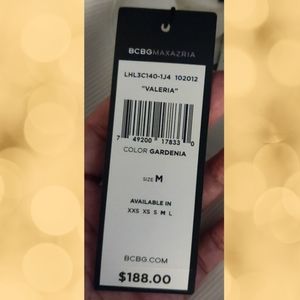 BCBGMAXAZRIA
LHL3C140-1J4 102012
"VALERIA"
7 49200 17833 0
COLOR GARDENIA
SIZE M
AVAILABLE IN
XXS XS S M L
BCBG.COM
$188.00